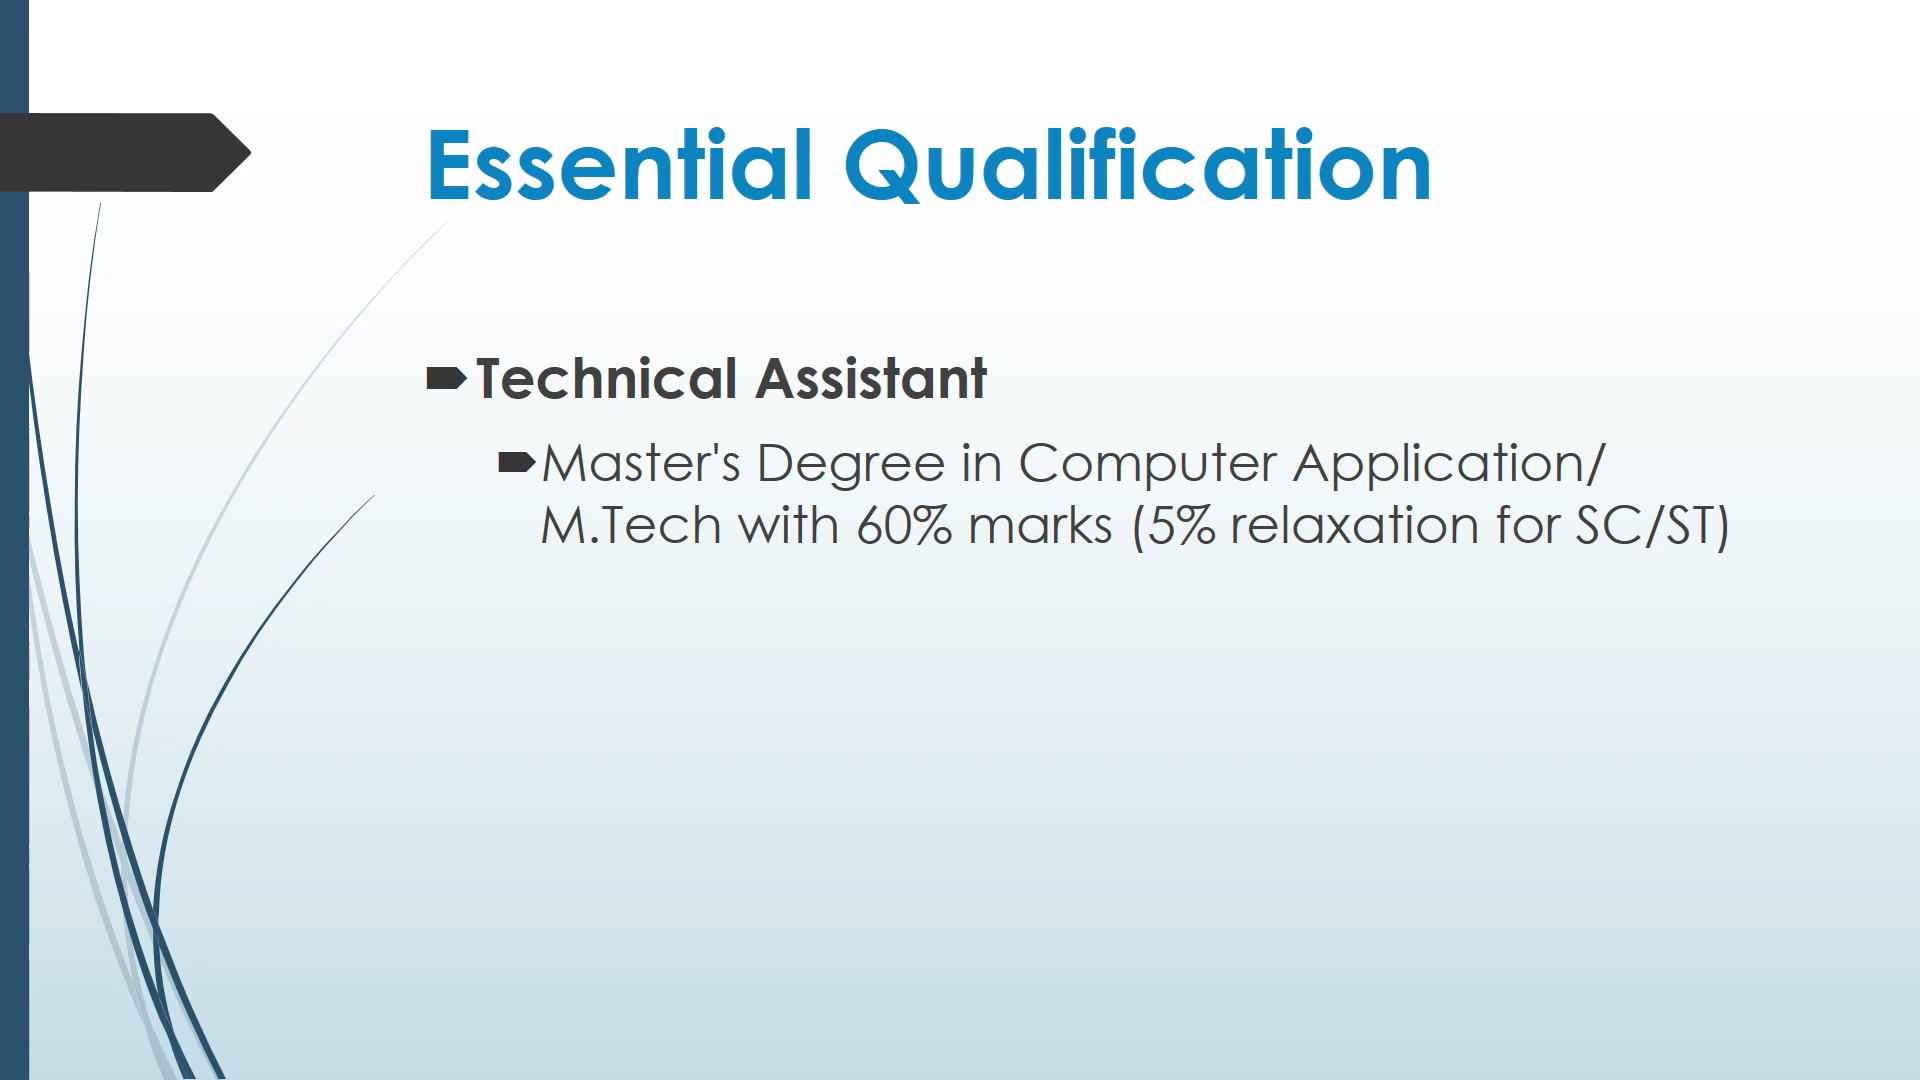 Essential Qualification
Technical Assistant
Master's Degree in Computer Application/
M.Tech with 60% marks (5% relaxation for SC/ST)